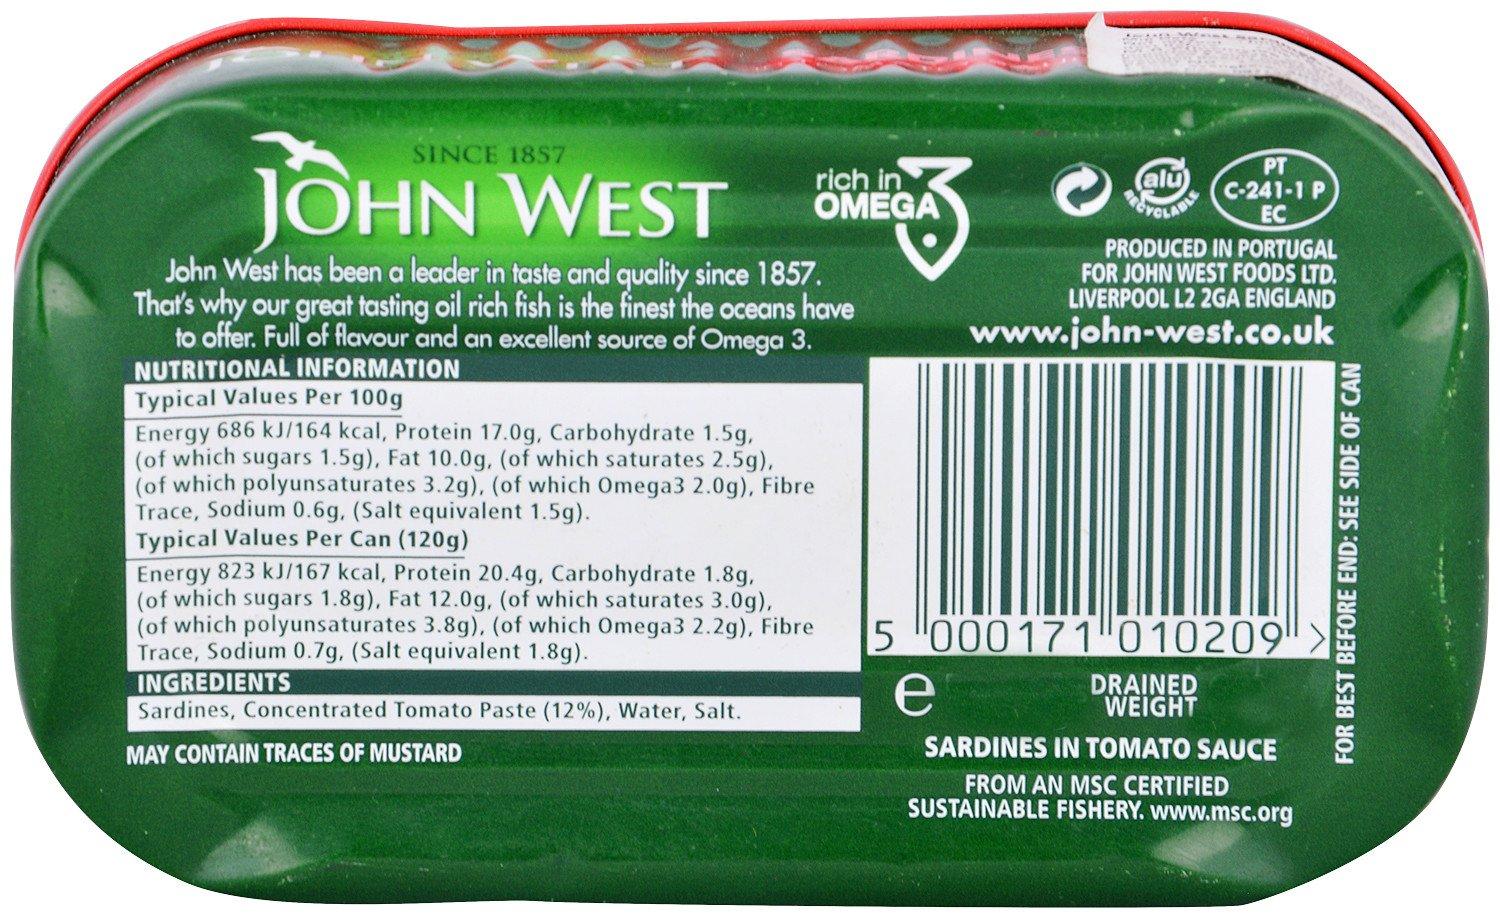 SINCE 1857
JOHN WEST
John West has been a leader in taste and quality since 1857.
That's why our great tasting oil rich fish is the finest the oceans have
to offer. Full of flavour and an excellent source of Omega 3.
rich in
OMEGA 3
alu
RECYCLABLE
PT
C-241-1 P
EC
PRODUCED IN PORTUGAL
FOR JOHN WEST FOODS LTD.
LIVERPOOL L2 2GA ENGLAND
www.john-west.co.uk
NUTRITIONAL INFORMATION
Typical Values Per 100g
Energy 686 kJ/164 kcal, Protein 17.0g, Carbohydrate 1.5g,
(of which sugars 1.5g), Fat 10.0g, (of which saturates 2.5g),
(of which polyunsaturates 3.2g), (of which Omega3 2.0g), Fibre
Trace, Sodium 0.6g, (Salt equivalent 1.5g).
Typical Values Per Can (120g)
Energy 823 kJ/167 kcal, Protein 20.4g, Carbohydrate 1.8g,
(of which sugars 1.8g), Fat 12.0g, (of which saturates 3.0g),
(of which polyunsaturates 3.8g), (of which Omega3 2.2g), Fibre
Trace, Sodium 0.7g, (Salt equivalent 1.8g).
INGREDIENTS
Sardines, Concentrated Tomato Paste (12%), Water, Salt.
MAY CONTAIN TRACES OF MUSTARD
5 000171 010209 >
FOR BEST BEFORE END: SEE SIDE OF CAN
e
DRAINED
WEIGHT
SARDINES IN TOMATO SAUCE
FROM AN MSC CERTIFIED
SUSTAINABLE FISHERY. www.msc.org